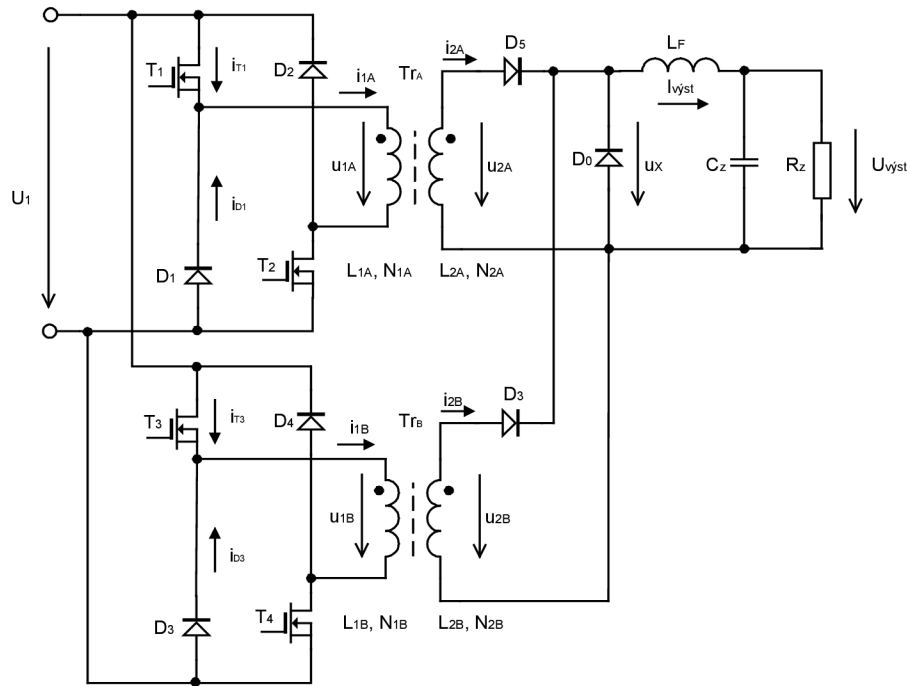 U1
T1
iT1
D2
i1A
TrA
i2A
D5
LF
Ivýst
u1A
u2A
D0
uX
Cz
Rz
Uvýst
iD1
D1
T2
L1A, N1A
L2A, N2A
T3
iT3
D4
i1B
TrB
i2B
D3
u1B
u2B
iD3
D3
T4
L1B, N1B
L2B, N2B